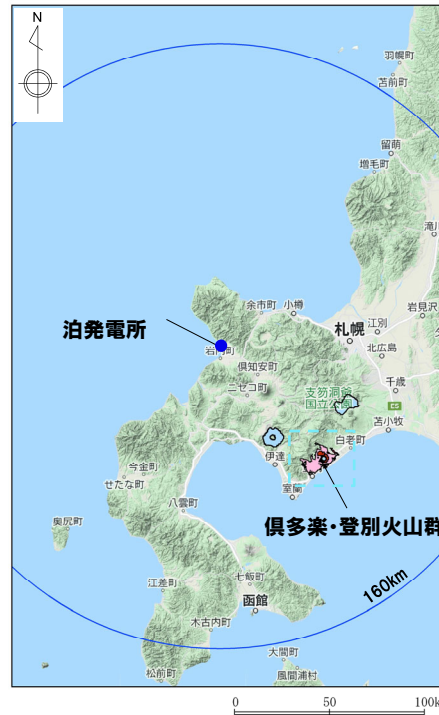 N
羽幌町
苫前町
留萌
増毛町
滝川
余市町
小樽
岩見沢
泊発電所
札幌
江別
岩内町
北広島
倶知安町
ニセコ町
千歳
支笏洞爺
国立公園
E5
苫小牧
白老町
伊達
今金町
せたな町
室蘭
八雲町
倶多楽・登別火山群
奥尻町
160km
七飯町
江差町
函館
木古内町
大間町
松前町
風間浦村
0
50
100k